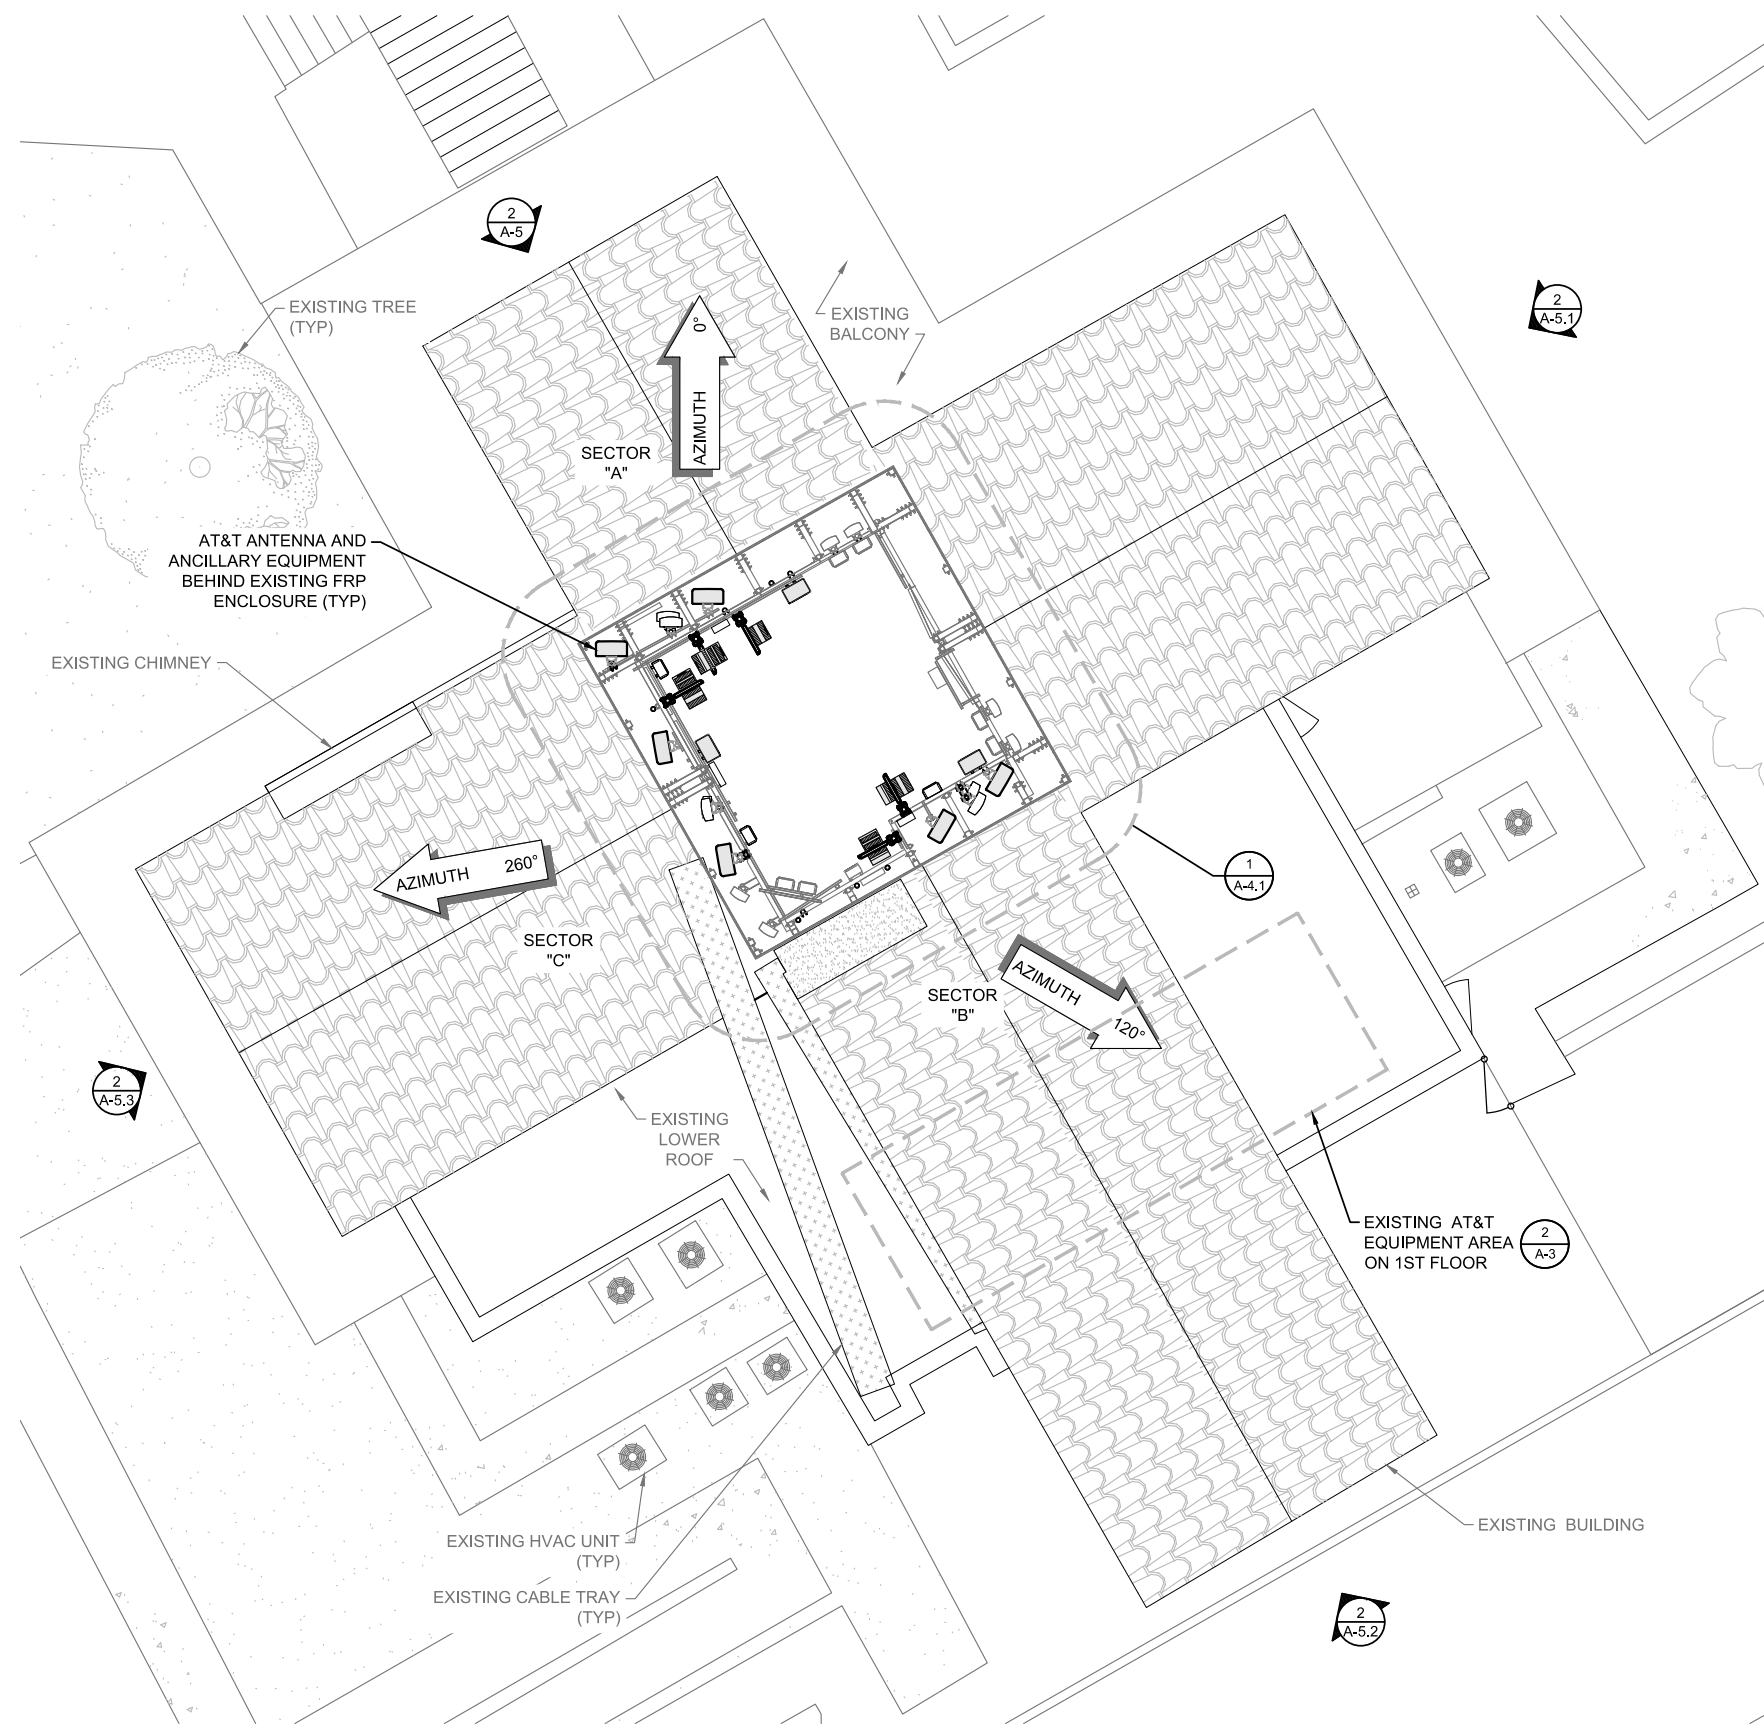 2
A-5
EXISTING TREE
(TYP)
EXISTING
BALCONY
2
A-5.1
0°
AZIMUTH
SECTOR
"A"
AT&T ANTENNA AND
ANCILLARY EQUIPMENT
BEHIND EXISTING FRP
ENCLOSURE (TYP)
EXISTING CHIMNEY
AZIMUTH 260°
SECTOR
"C"
1
A-4.1
AZIMUTH
120°
SECTOR
"B"
2
A-5.3
EXISTING
LOWER
ROOF
EXISTING AT&T
EQUIPMENT AREA
ON 1ST FLOOR
2
A-3
EXISTING HVAC UNIT
(TYP)
EXISTING CABLE TRAY
(TYP)
EXISTING BUILDING
2
A-5.2